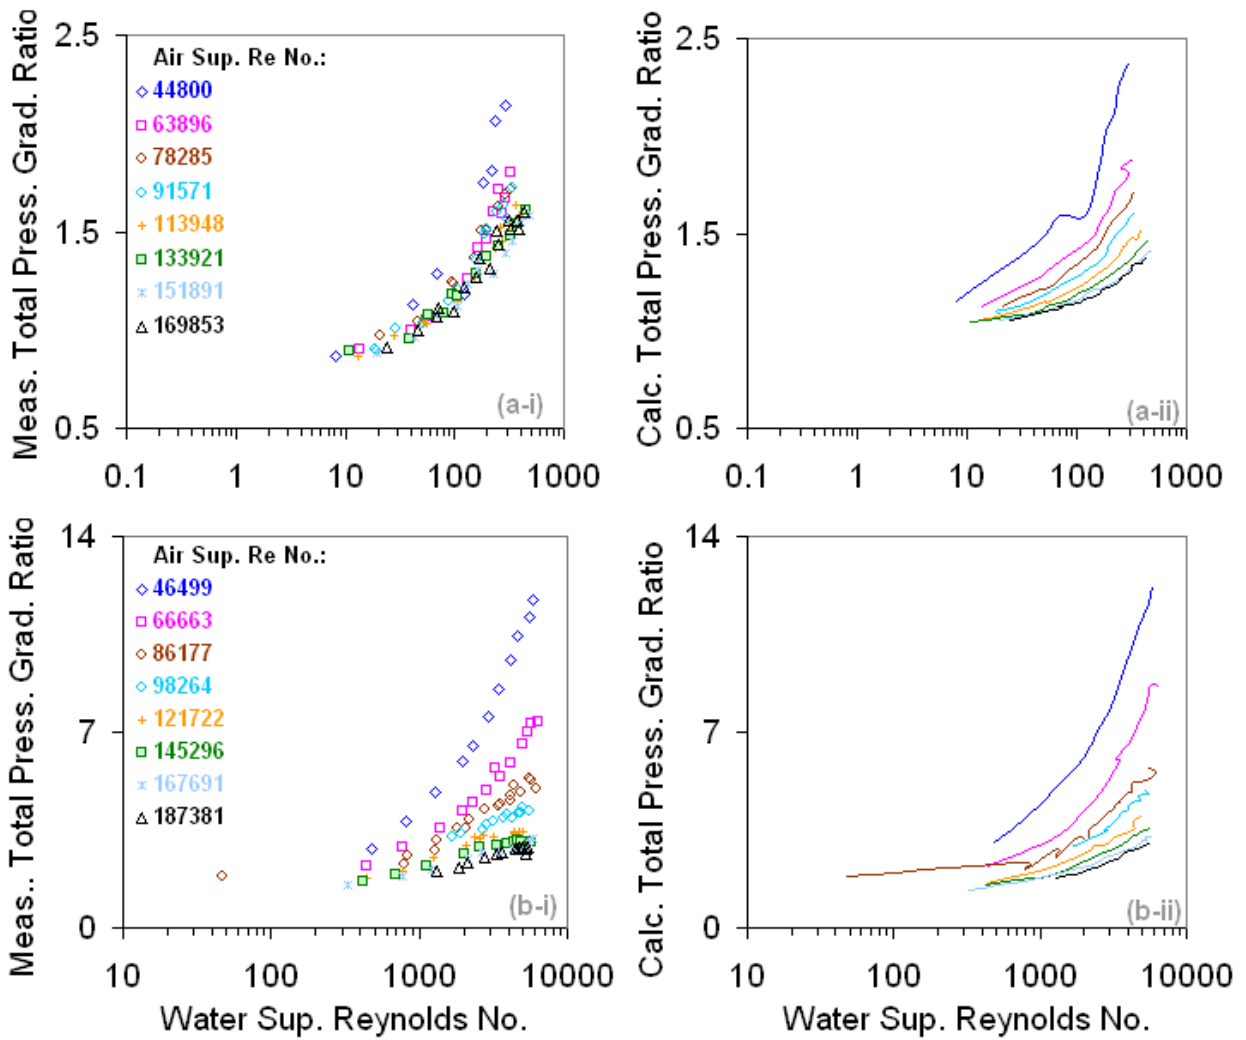 Meas. Total Press. Grad. Ratio
2.5
1.5
0.5
Air Sup. Re No.:
44800
63896
78285
91571
113948
133921
151891
169853
(a-i)
0.1 1 10 100 1000
Calc. Total Press. Grad. Ratio
2.5
1.5
0.5
(a-ii)
0.1 1 10 100 1000
Meas.. Total Press. Grad. Ratio
14
7
0
Air Sup. Re No.:
46499
66663
86177
98264
121722
145296
167691
187381
(b-i)
10 100 1000 10000
Water Sup. Reynolds No.
Calc. Total Press. Grad. Ratio
14
7
0
(b-ii)
10 100 1000 10000
Water Sup. Reynolds No.